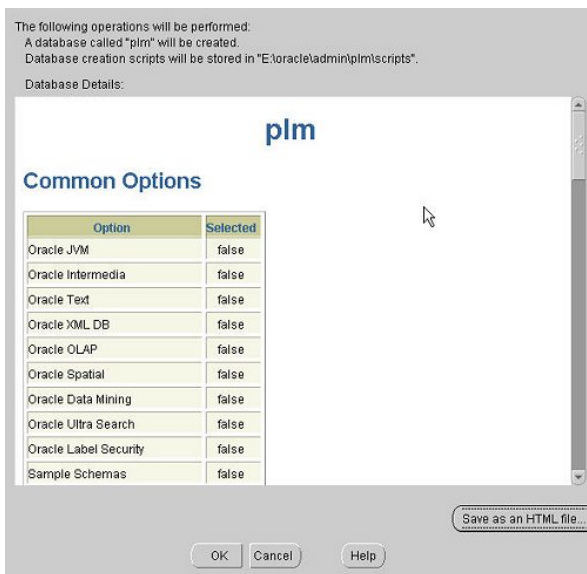 The following operations will be performed:
A database called "plm" will be created.
Database creation scripts will be stored in "E:\oracle\admin\plm\scripts".
Database Details:
plm
Common Options
Option Selected
Oracle JVM false
Oracle Intermedia false
Oracle Text false
Oracle XML DB false
Oracle OLAP false
Oracle Spatial false
Oracle Data Mining false
Oracle Ultra Search false
Oracle Label Security false
Sample Schemas false
Save as an HTML file...
OK Cancel Help